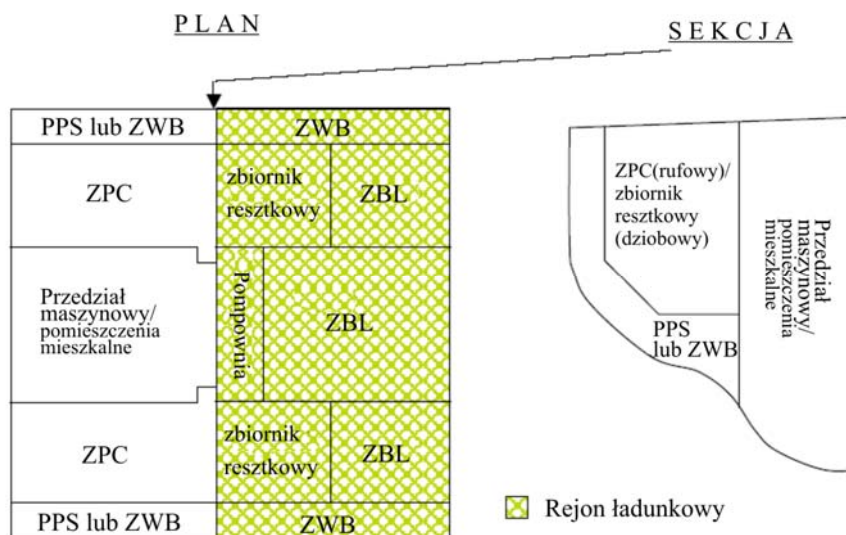 PLAN
SEKCJA
PPS lub ZWB
ZWB
ZPC
zbiornik
resztkowy
ZBL
Przedział
maszynowy/
pomieszczenia
mieszkalne
Pompownia
ZBL
ZPC
zbiornik
resztkowy
ZBL
PPS lub ZWB
ZWB
ZPC(rufowy)/
zbiornik
resztkowy
(dziobowy)
Przedział
maszynowy/
pomieszczenia
mieszkalne
PPS
lub ZWB
Rejon ładunkowy